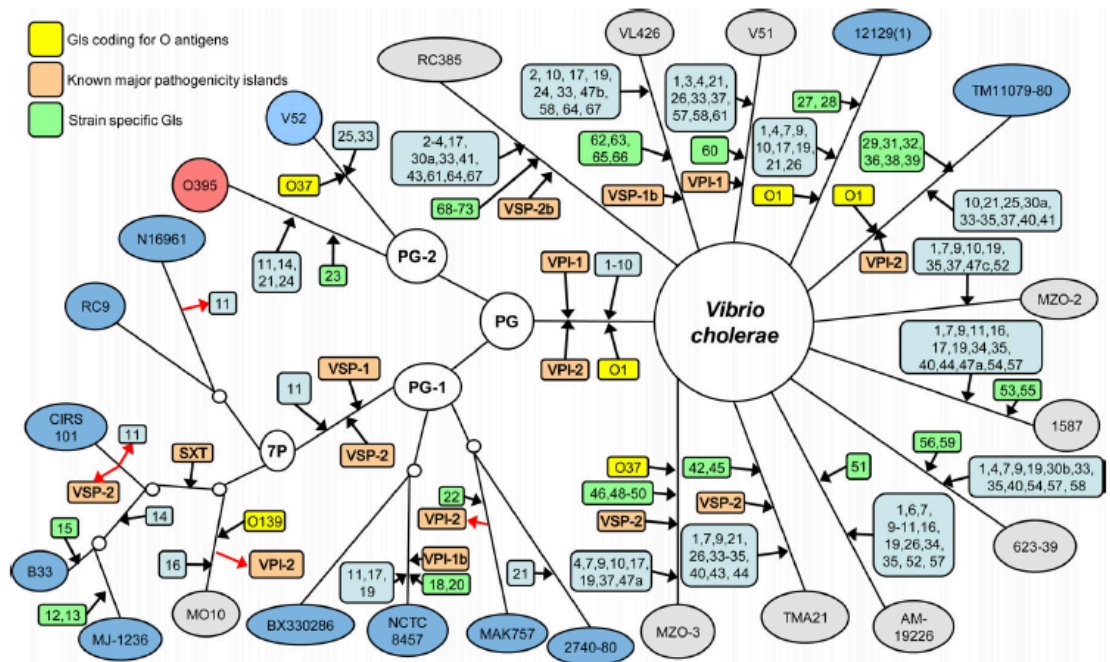 GIs coding for O antigens
Known major pathogenicity islands
Strain specific GIs
RC385
VL426
V51
12129(1)
TM11079-80
V52
O395
N16961
RC9
CIRS
101
B33
MJ-1236
MO10
BX330286
NCTC
8457
MAK757
2740-80
MZO-3
TMA21
AM-
19226
623-39
1587
MZO-2
Vibrio
cholerae
PG
PG-2
PG-1
7P
25,33
O37
11,14,
21,24
23
11
2-4,17,
30a,33,41,
43,61,64,67
68-73
VSP-2b
2, 10, 17, 19,
24, 33, 47b,
58, 64, 67
62,63,
65,66
VSP-1b
1,3,4,21,
26,33,37,
57,58,61
60
VPI-1
27, 28
1,4,7,9,
10,17,19,
21,26
O1
O1
VPI-2
29,31,32,
36,38,39
10,21,25,30a,
33-35,37,40,41
1,7,9,10,19,
35,37,47c,52
1,7,9,11,16,
17,19,34,35,
40,44,47a,54,57
53,55
56,59
1,4,7,9,19,30b,33,
35,40,54,57, 58
51
1,6,7,
9-11,16,
19,26,34,
35, 52, 57
42,45
VSP-2
1,7,9,21,
26,33-35,
40,43, 44
O37
46,48-50
VSP-2
4,7,9,10,17,
19,37,47a
VPI-1
1-10
VPI-2
O1
VSP-1
11
VSP-2
SXT
11
VSP-2
15
14
12,13
O139
16
VPI-2
11,17,
19
VPI-1b
18,20
22
VPI-2
21